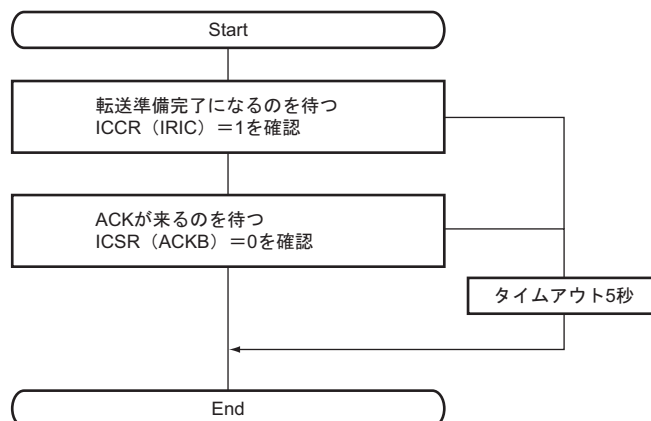 Start
転送準備完了になるのを待つ
ICCR（IRIC）＝1を確認
ACKが来るのを待つ
ICSR（ACKB）＝0を確認
タイムアウト5秒
End